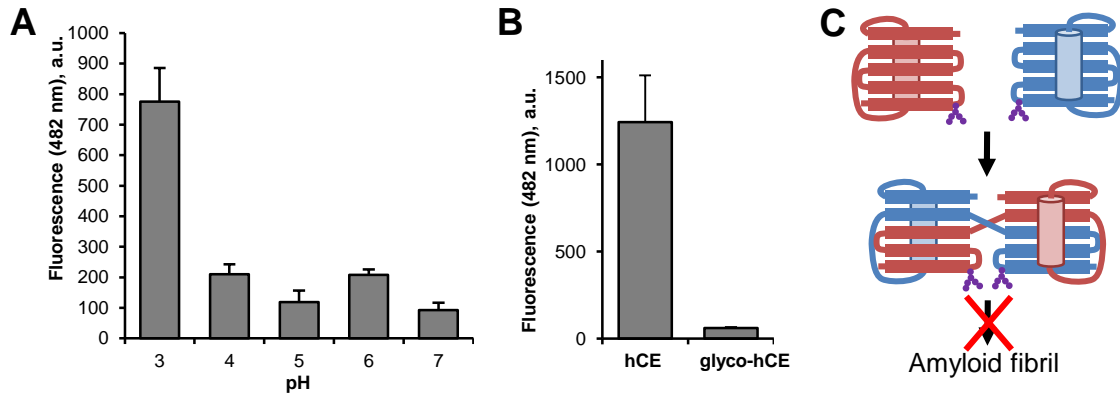 A
Fluorescence (482 nm), a.u.
1000
900
800
700
600
500
400
300
200
100
0
3 4 5 6 7
pH
B
Fluorescence (482 nm), a.u.
1500
1000
500
0
hCE glyco-hCE
C
Amyloid fibril